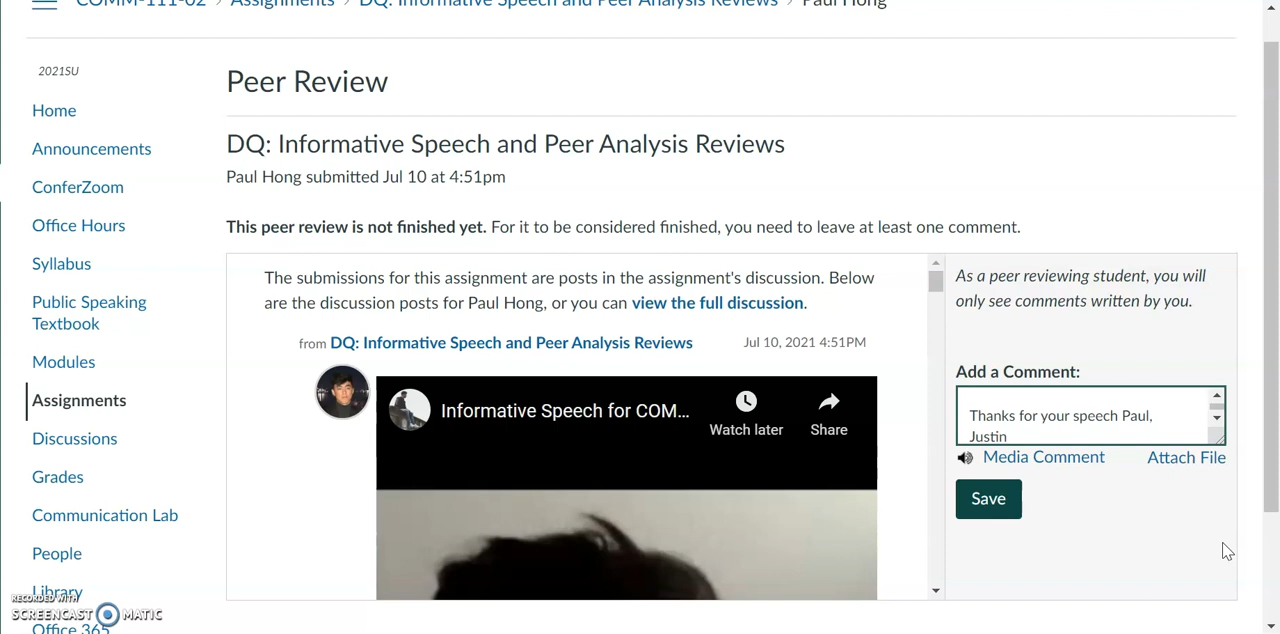 COMM-111-02 › Assignments › DQ: Informative Speech and Peer Analysis Reviews › Paul Hong
2021SU
Home
Announcements
ConferZoom
Office Hours
Syllabus
Public Speaking
Textbook
Modules
Assignments
Discussions
Grades
Communication Lab
People
Library
Office 365
Peer Review
DQ: Informative Speech and Peer Analysis Reviews
Paul Hong submitted Jul 10 at 4:51pm
This peer review is not finished yet. For it to be considered finished, you need to leave at least one comment.
The submissions for this assignment are posts in the assignment's discussion. Below
are the discussion posts for Paul Hong, or you can view the full discussion.
from DQ: Informative Speech and Peer Analysis Reviews Jul 10, 2021 4:51PM
Informative Speech for COM...
Watch later
Share
As a peer reviewing student, you will
only see comments written by you.
Add a Comment:
Thanks for your speech Paul,
Justin
Media Comment Attach File
Save
RECORDED WITH
SCREENCAST MATIC